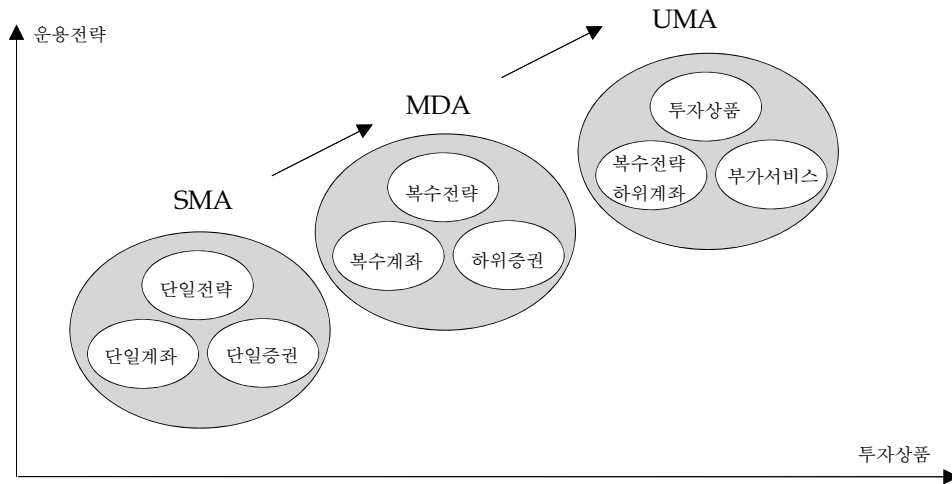 UMA
운용전략
MDA
투자상품
복수전략
하위계좌
부가서비스
SMA
복수전략
복수계좌
하위증권
단일전략
단일계좌
단일증권
투자상품